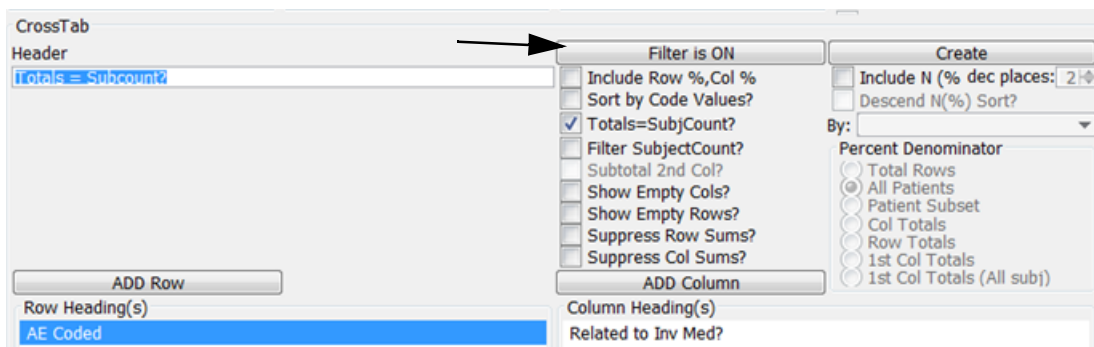 CrossTab
Header
Totals = Subcount?
Filter is ON
Create
Include Row %,Col %
Sort by Code Values?
Totals=SubjCount?
Filter SubjectCount?
Subtotal 2nd Col?
Show Empty Cols?
Show Empty Rows?
Suppress Row Sums?
Suppress Col Sums?
Include N (% dec places: 2
Descend N(%) Sort?
By:
Percent Denominator
Total Rows
All Patients
Patient Subset
Col Totals
Row Totals
1st Col Totals
1st Col Totals (All subj)
ADD Row
ADD Column
Row Heading(s)
AE Coded
Column Heading(s)
Related to Inv Med?